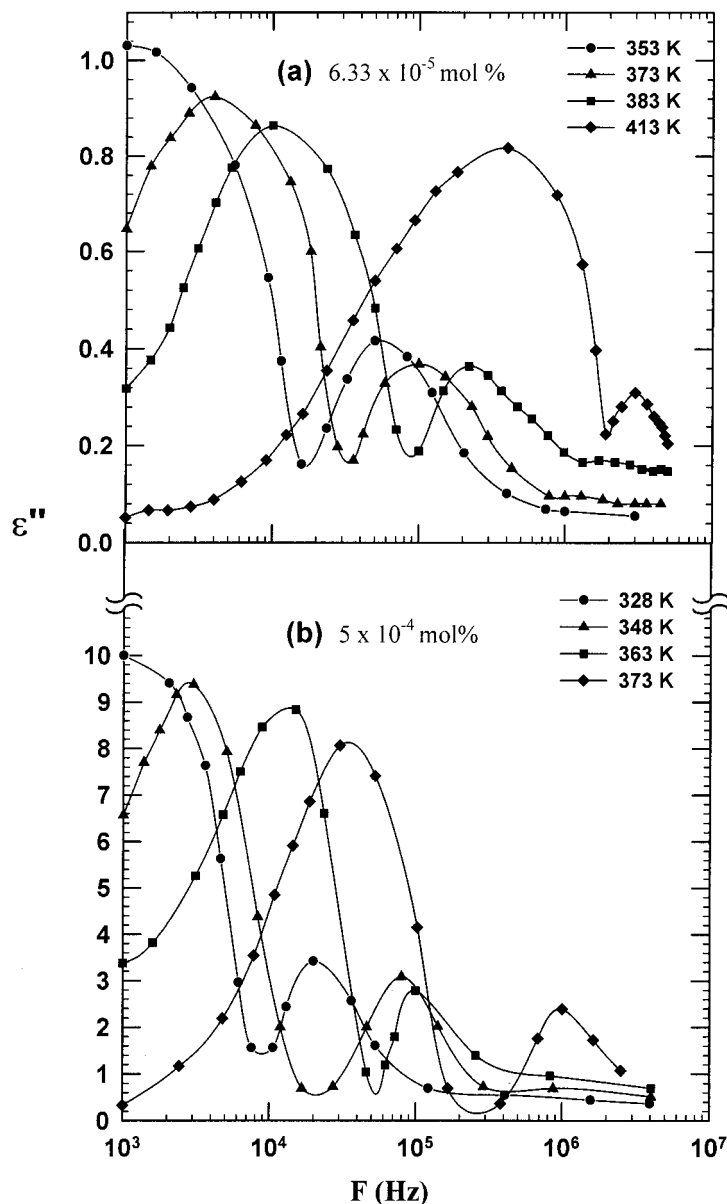 (a) 6.33 x 10⁻⁵ mol %
353 K
373 K
383 K
413 K
1.0
0.8
0.6
0.4
0.2
0.0
ε"
(b) 5 x 10⁻⁴ mol%
328 K
348 K
363 K
373 K
10
9
8
7
6
5
4
3
2
1
0
10³ 10⁴ 10⁵ 10⁶ 10⁷
F (Hz)